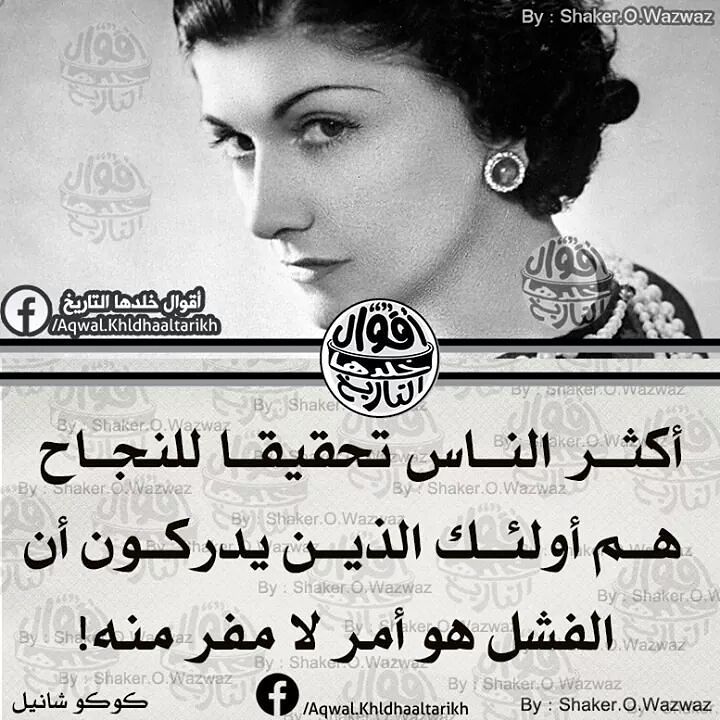 By : Shaker.O.Wazwaz
أقوال خلدها التاريخ
/Aqwal.Khldhaaltarikh
أقوال
خلدها
التاريخ
أكثر الناس تحقيقا للنجاح
هم أولئك الذين يدركون أن
الفشل هو أمر لا مفر منه!
كوكو شانيل
/Aqwal.Khldhaaltarikh
By : Shaker.O.Wazwaz